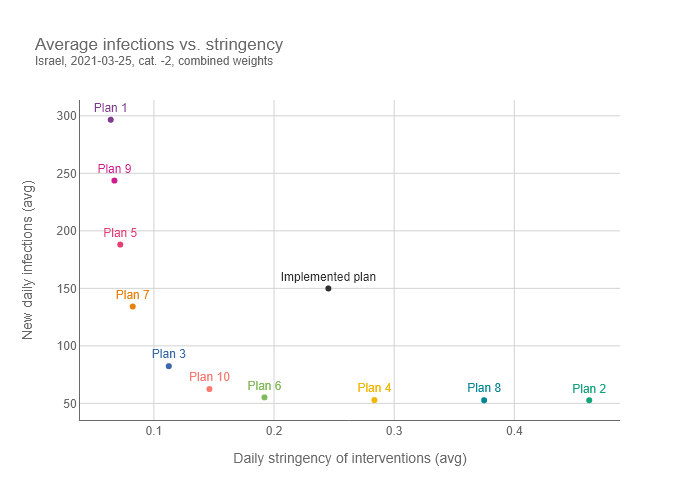 Average infections vs. stringency
Israel, 2021-03-25, cat. -2, combined weights
Plan 1
300
Plan 9
250
Plan 5
200
Implemented plan
Plan 7
150
Plan 3
100
Plan 10
Plan 6
Plan 4
Plan 8
Plan 2
50
0.1
0.2
0.3
0.4
New daily infections (avg)
Daily stringency of interventions (avg)